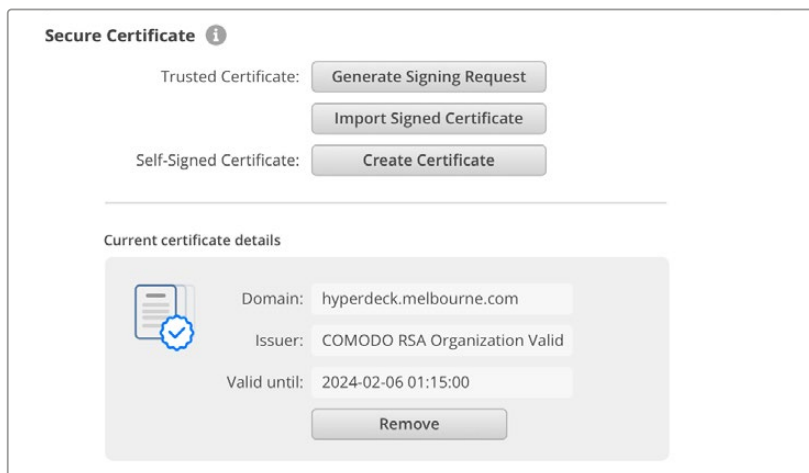 Secure Certificate
Trusted Certificate: Generate Signing Request
Import Signed Certificate
Self-Signed Certificate: Create Certificate
Current certificate details
Domain: hyperdeck.melbourne.com
Issuer: COMODO RSA Organization Valid
Valid until: 2024-02-06 01:15:00
Remove